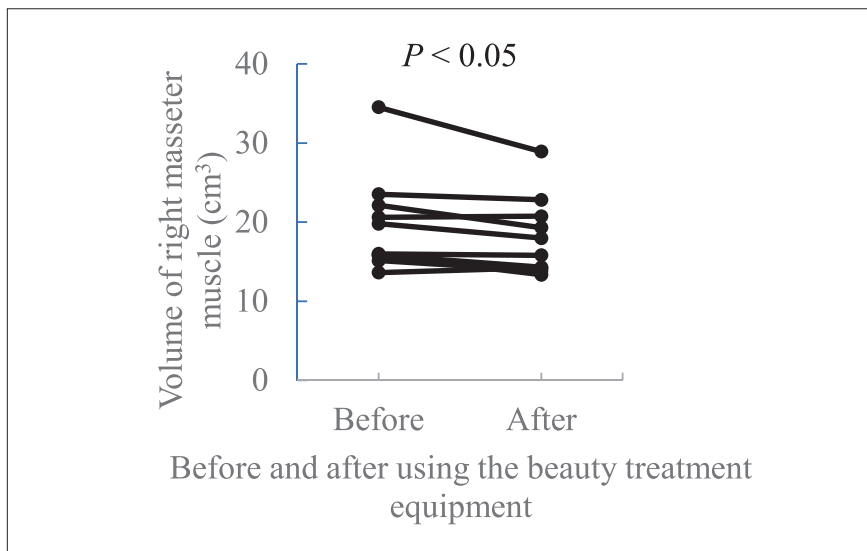 P < 0.05
40
30
20
10
0
Volume of right masseter
muscle (cm³)
Before
After
Before and after using the beauty treatment
equipment